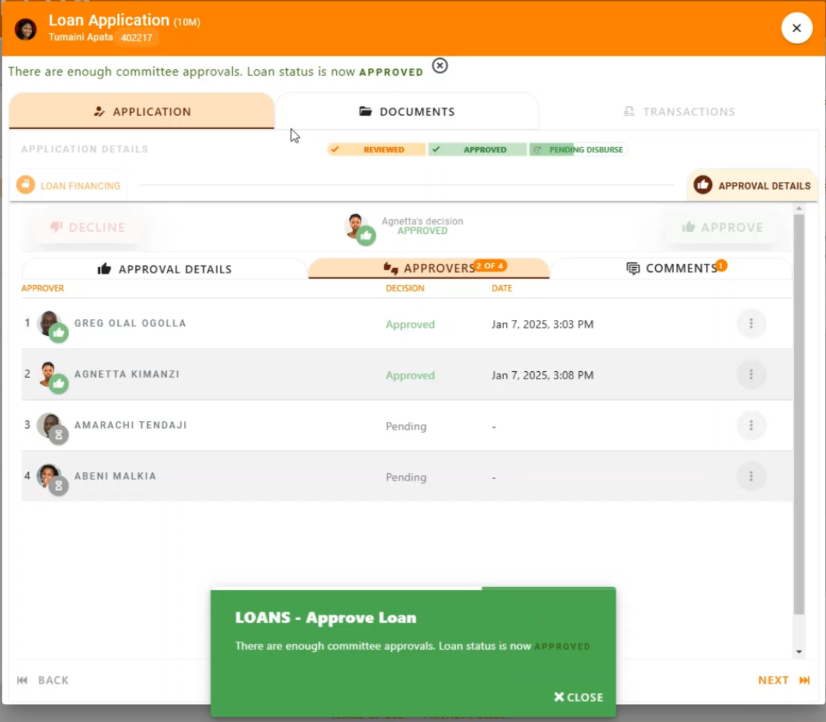 Loan Application (10M)
Tumaini Apata 402217
There are enough committee approvals. Loan status is now APPROVED
APPLICATION DOCUMENTS TRANSACTIONS
APPLICATION DETAILS REVIEWED APPROVED PENDING DISBURSE
LOAN FINANCING APPROVAL DETAILS
DECLINE Agnetta's decision APPROVE
APPROVED
APPROVAL DETAILS APPROVERS 2 OF 4 COMMENTS 1
APPROVER DECISION DATE
1 GREG OLAL OGOLLA Approved Jan 7, 2025, 3:03 PM
2 AGNETTA KIMANZI Approved Jan 7, 2025, 3:08 PM
3 AMARACHI TENDAJI Pending -
4 ABENI MALKIA Pending -
LOANS - Approve Loan
There are enough committee approvals. Loan status is now APPROVED
CLOSE
BACK NEXT